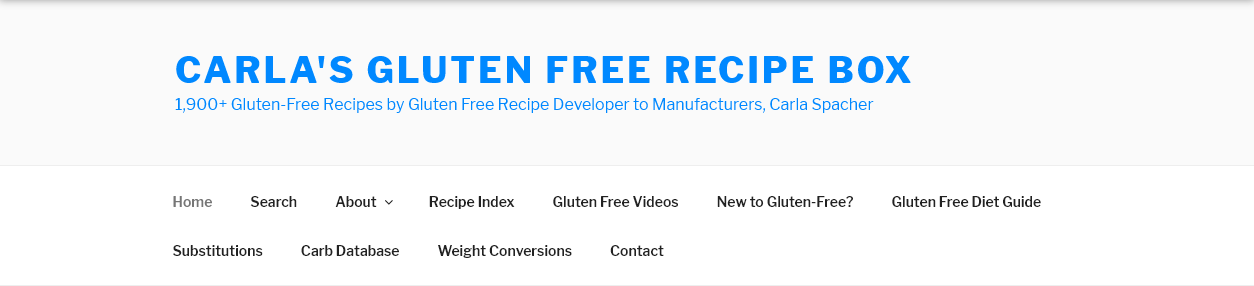 CARLA'S GLUTEN FREE RECIPE BOX
1,900+ Gluten-Free Recipes by Gluten Free Recipe Developer to Manufacturers, Carla Spacher
Home Search About Recipe Index Gluten Free Videos New to Gluten-Free? Gluten Free Diet Guide
Substitutions Carb Database Weight Conversions Contact